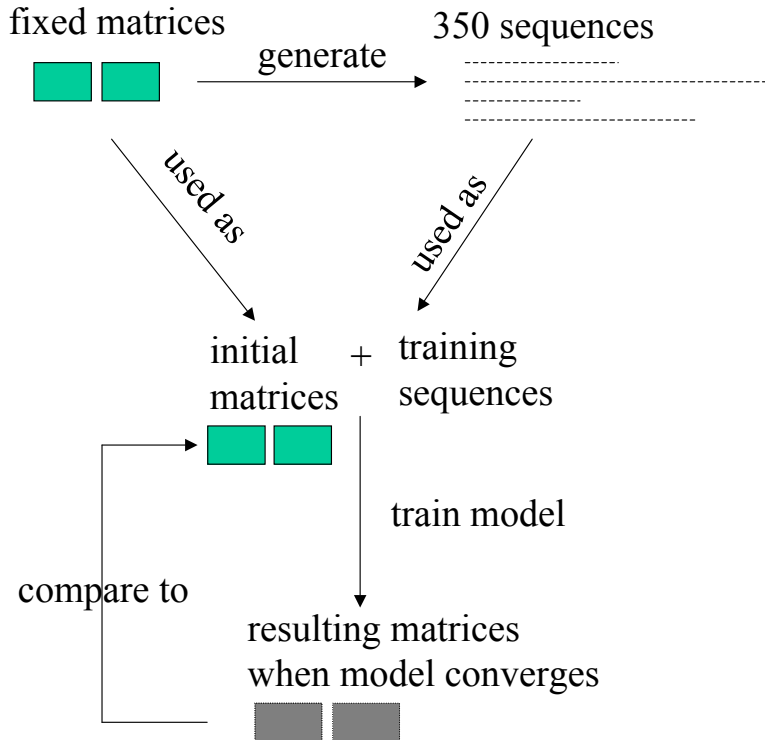 fixed matrices
350 sequences
generate
used as
used as
initial
matrices
+
training
sequences
train model
compare to
resulting matrices
when model converges